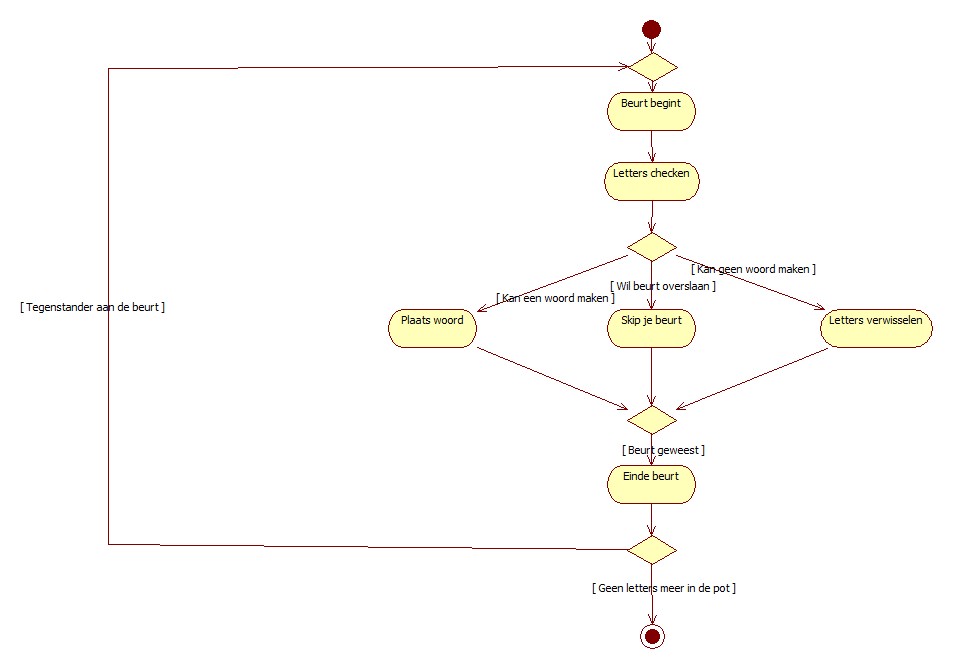 Beurt begint
Letters checken
[ Kan geen woord maken ]
[ Wil beurt overslaan ]
[ Kan een woord maken ]
[ Tegenstander aan de beurt ]
Plaats woord
Skip je beurt
Letters verwisselen
[ Beurt geweest ]
Einde beurt
[ Geen letters meer in de pot ]